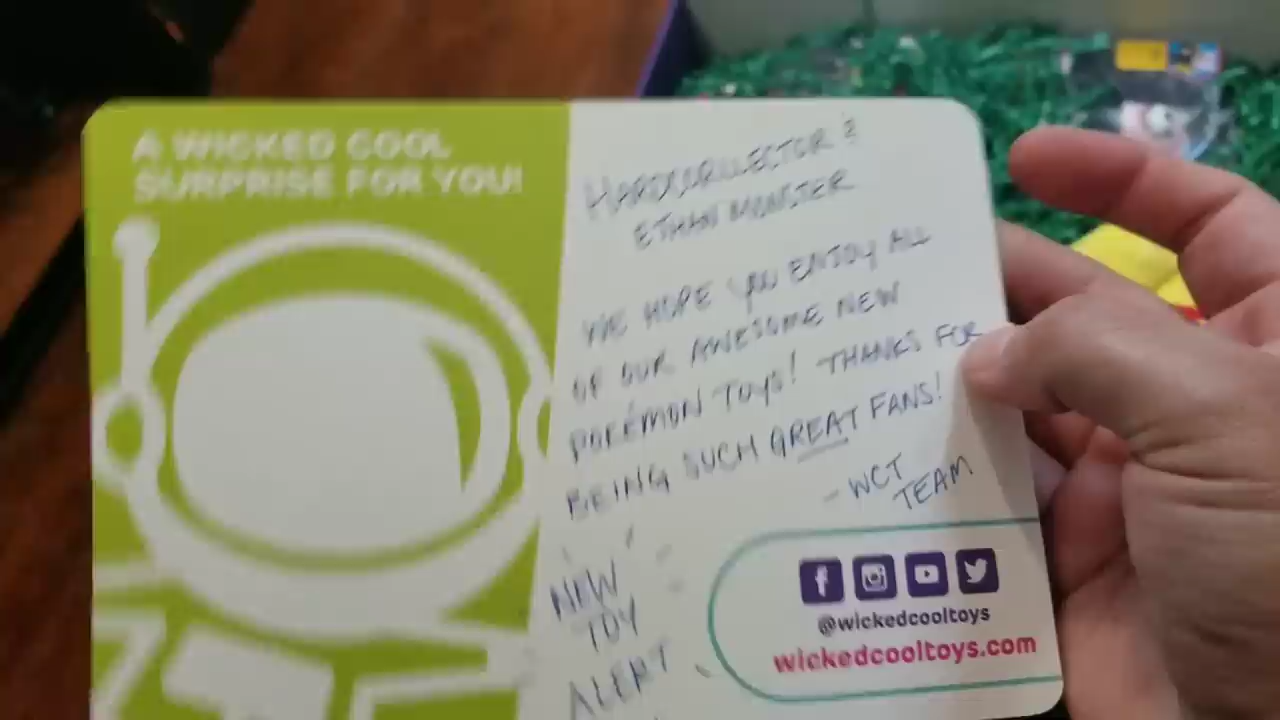 A WICKED COOL
SURPRISE FOR YOU!
HARDCORLLECTOR &
ETHAN MONSTER
WE HOPE YOU ENJOY ALL
OF OUR AWESOME NEW
POKÉMON TOYS! THANKS FOR
BEING SUCH GREAT FANS!
- WCT
TEAM
NEW
TOY
ALERT
@wickedcooltoys
wickedcooltoys.com